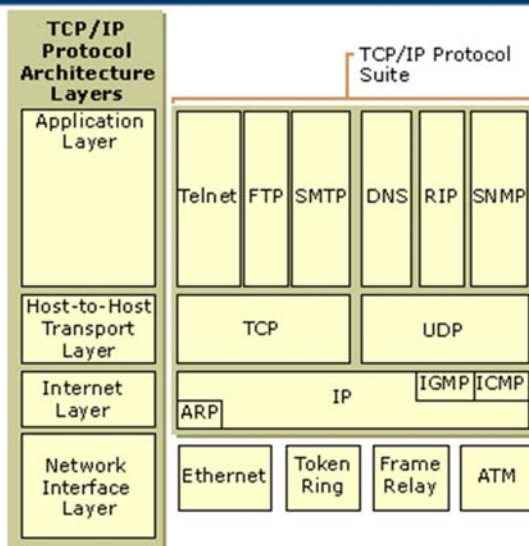 TCP/IP
Protocol
Architecture
Layers
TCP/IP Protocol
Suite
Application
Layer
Telnet FTP SMTP DNS RIP SNMP
Host-to-Host
Transport
Layer
TCP UDP
Internet
Layer
IP IGMP ICMP
ARP
Network
Interface
Layer
Ethernet
Token
Ring
Frame
Relay
ATM